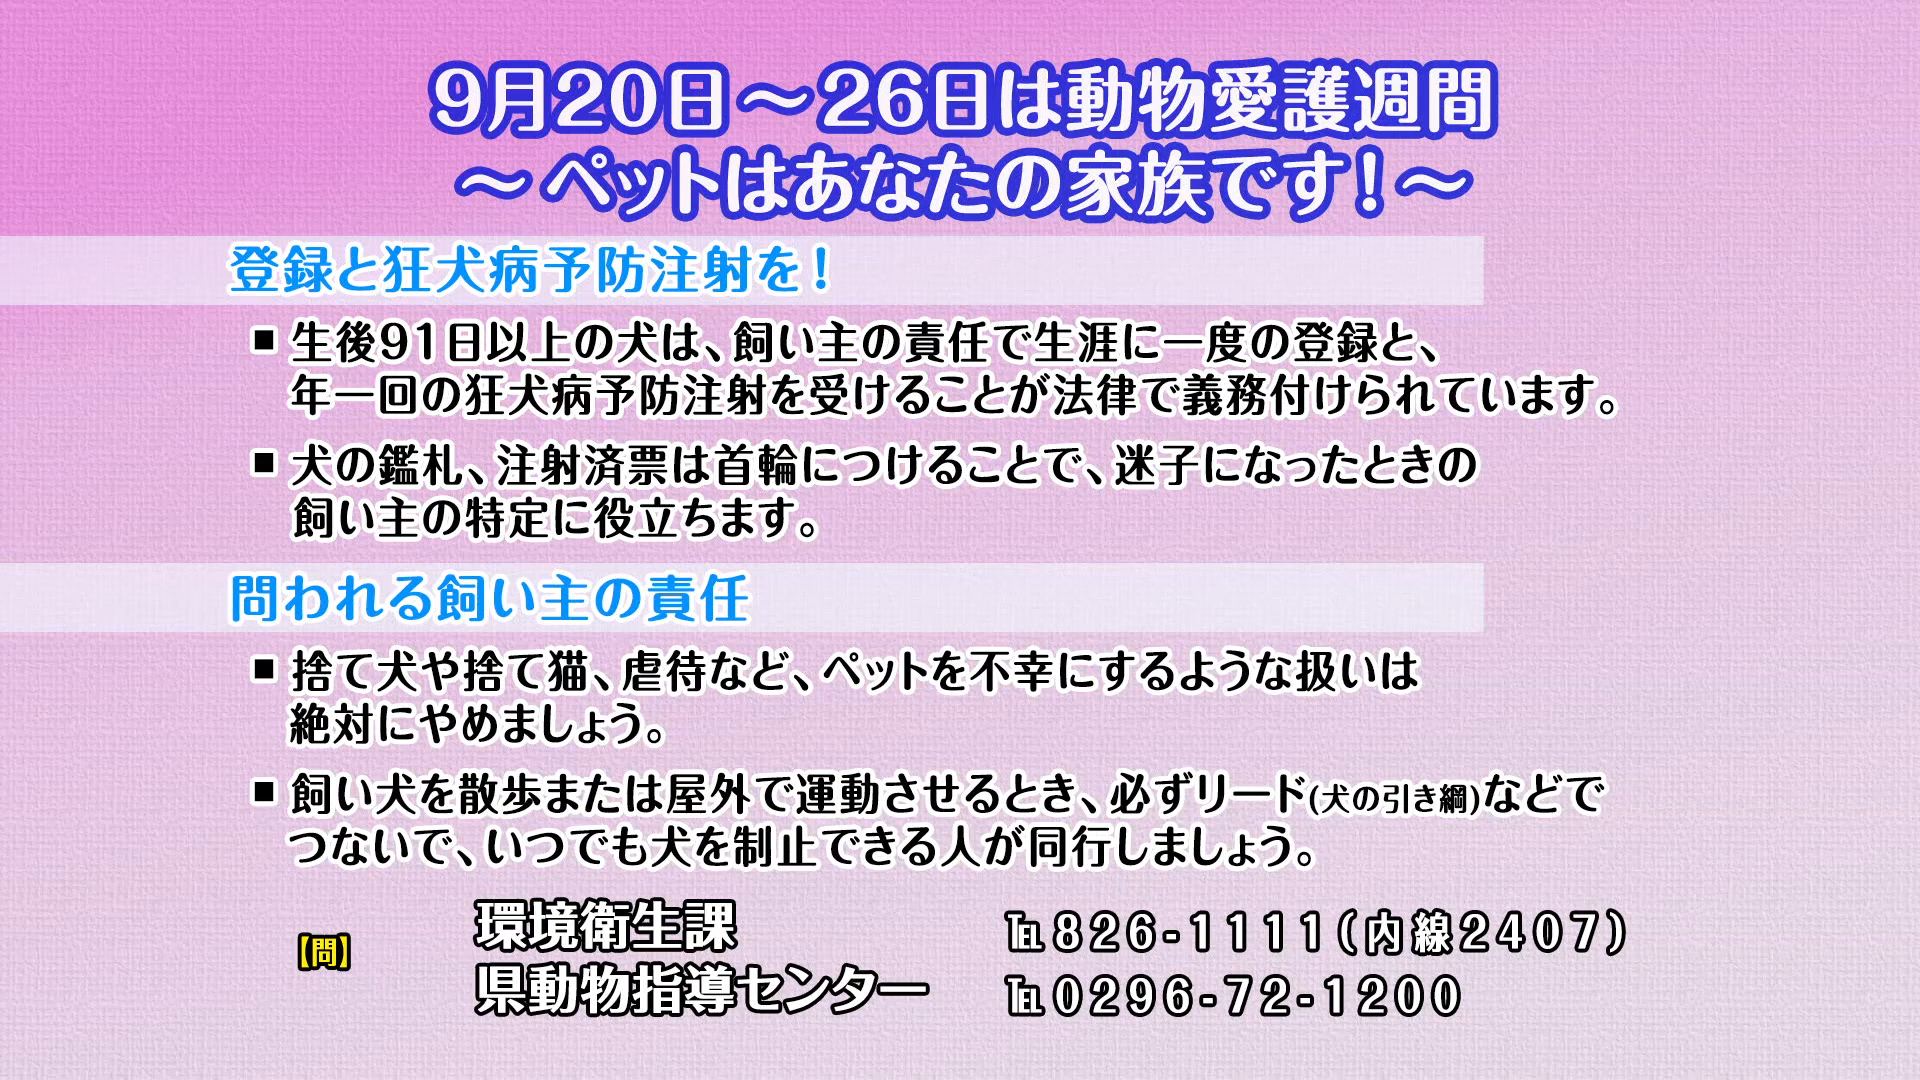 9月20日～26日は動物愛護週間
～ペットはあなたの家族です！～
登録と狂犬病予防注射を！
■ 生後91日以上の犬は、飼い主の責任で生涯に一度の登録と、
年一回の狂犬病予防注射を受けることが法律で義務付けられています。
■ 犬の鑑札、注射済票は首輪につけることで、迷子になったときの
飼い主の特定に役立ちます。
問われる飼い主の責任
■ 捨て犬や捨て猫、虐待など、ペットを不幸にするような扱いは
絶対にやめましょう。
■ 飼い犬を散歩または屋外で運動させるとき、必ずリード(犬の引き綱)などで
つないで、いつでも犬を制止できる人が同行しましょう。
【問】
環境衛生課 ℡826-1111(内線2407)
県動物指導センター ℡0296-72-1200